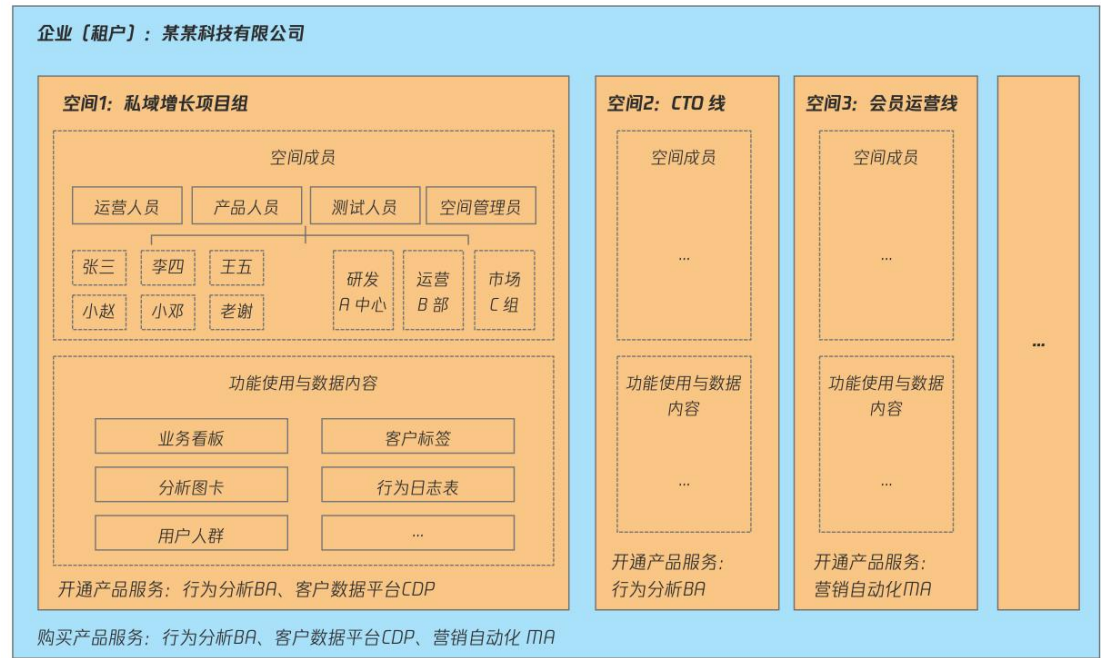 企业（租户）：某某科技有限公司
空间1：私域增长项目组
空间成员
运营人员 产品人员 测试人员 空间管理员
张三 李四 王五
小赵 小邓 老谢
研发
A 中心
运营
B 部
市场
C 组
功能使用与数据内容
业务看板 客户标签
分析图卡 行为日志表
用户人群 ...
开通产品服务：行为分析BA、客户数据平台CDP
空间2：CTO 线
空间成员
...
功能使用与数据
内容
...
开通产品服务：
行为分析BA
空间3：会员运营线
空间成员
...
功能使用与数据
内容
...
开通产品服务：
营销自动化MA
...
购买产品服务：行为分析BA、客户数据平台CDP、营销自动化 MA